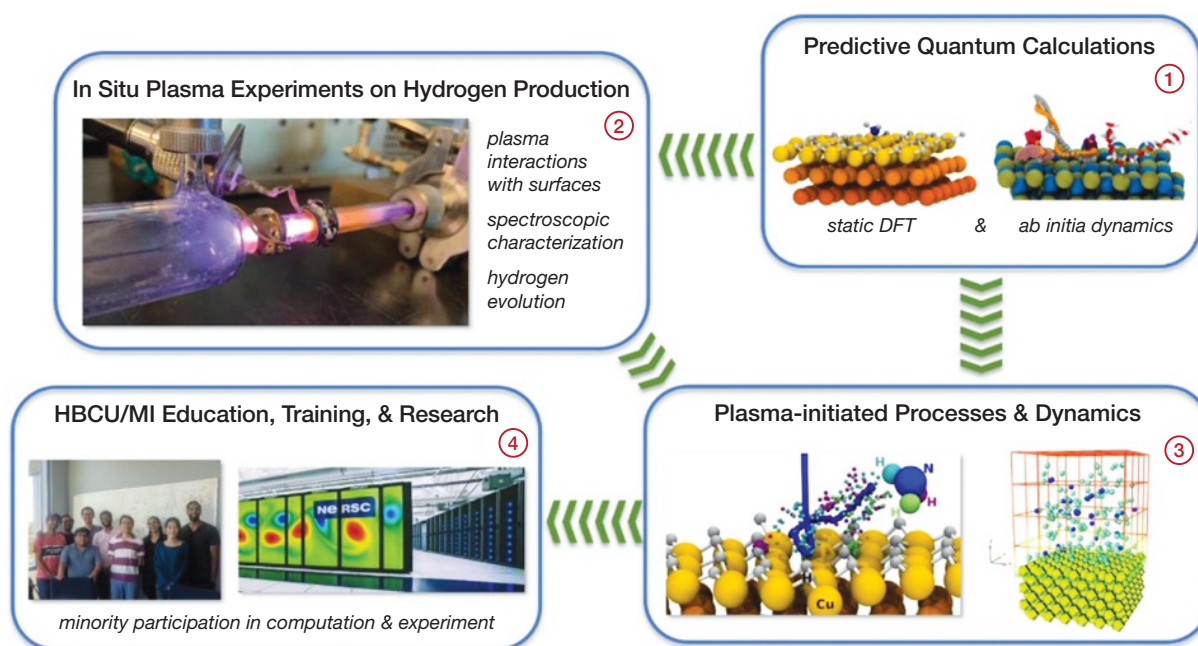 Predictive Quantum Calculations
1
static DFT & ab initia dynamics
In Situ Plasma Experiments on Hydrogen Production
2
plasma
interactions
with surfaces
spectroscopic
characterization
hydrogen
evolution
Plasma-initiated Processes & Dynamics
3
H
N
H
H
H
Cu
HBCU/MI Education, Training, & Research
4
NeRSC
minority participation in computation & experiment